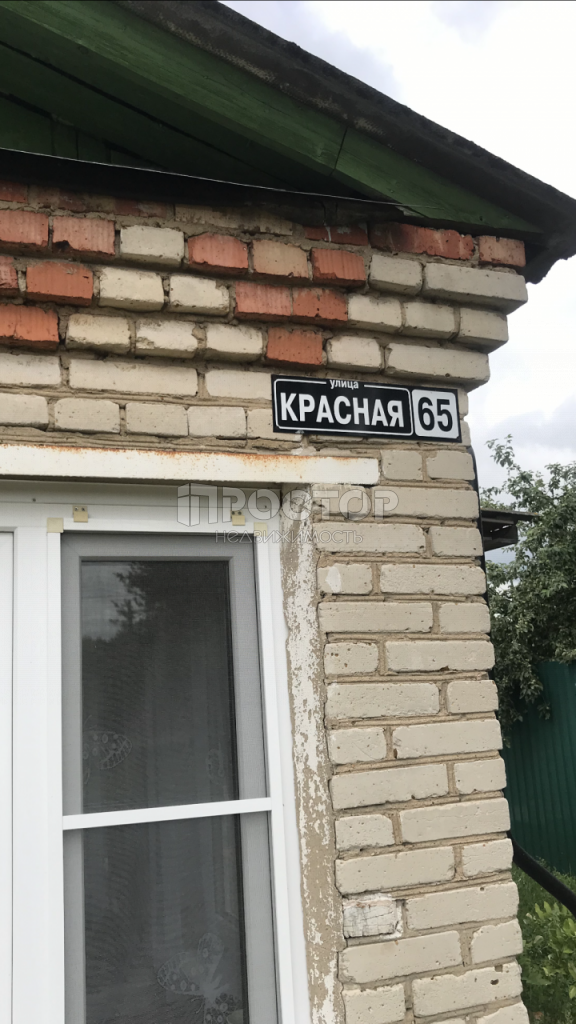 улица
КРАСНАЯ 65
ПРОСТОР
недвижимость